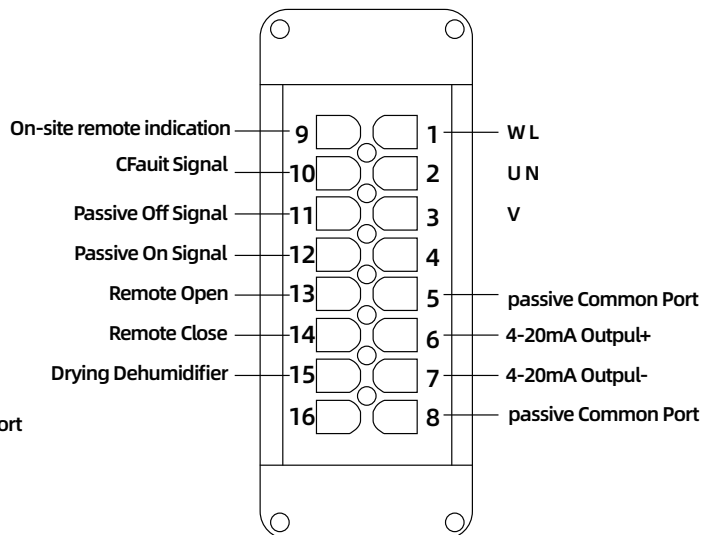 On-site remote indication 9 1 W L
CFauit Signal 10 2 U N
Passive Off Signal 11 3 V
Passive On Signal 12 4
Remote Open 13 5 passive Common Port
Remote Close 14 6 4-20mA Outpul+
Drying Dehumidifier 15 7 4-20mA Outpul-
ort 16 8 passive Common Port